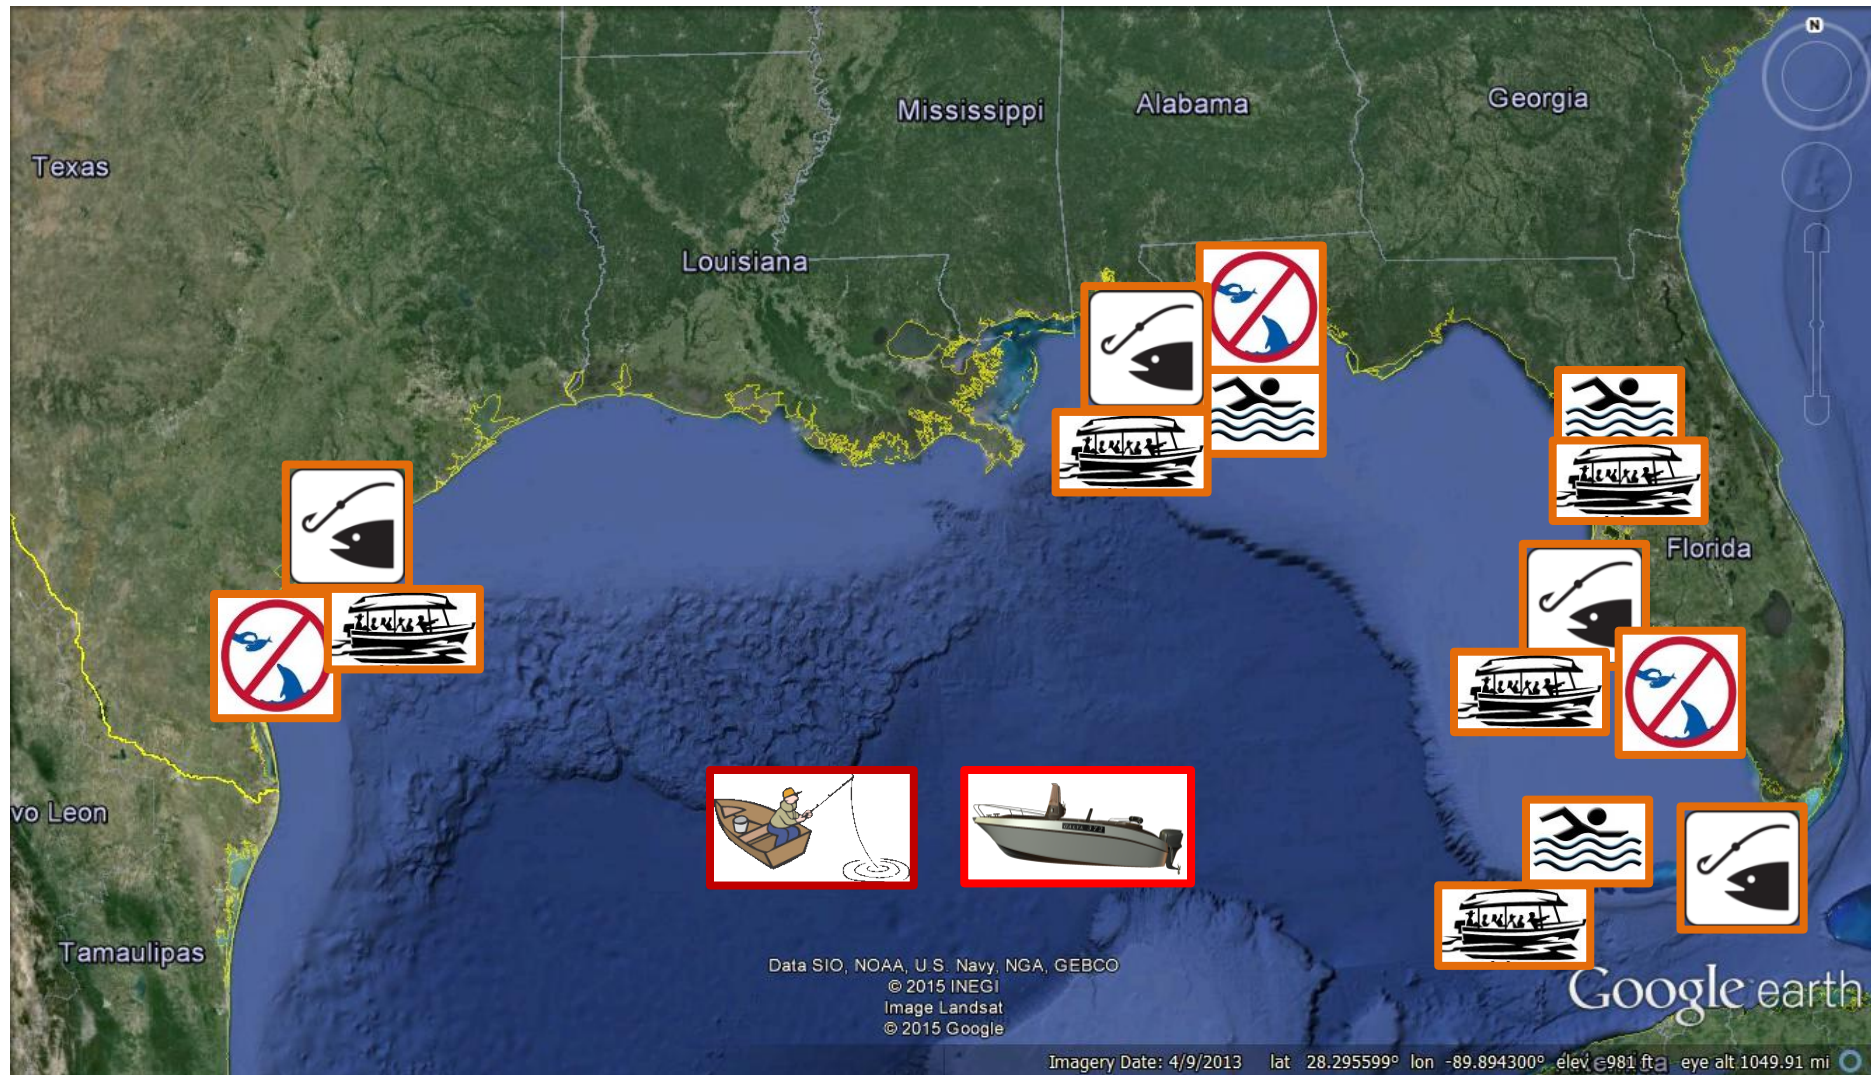 N
Mississippi
Alabama
Georgia
Texas
Louisiana
Florida
vo Leon
Tamaulipas
Data SIO, NOAA, U.S. Navy, NGA, GEBCO
© 2015 INEGI
Image Landsat
© 2015 Google
Google earth
Imagery Date: 4/9/2013 lat 28.295599° lon -89.894300° elev -981 ft eye alt 1049.91 mi